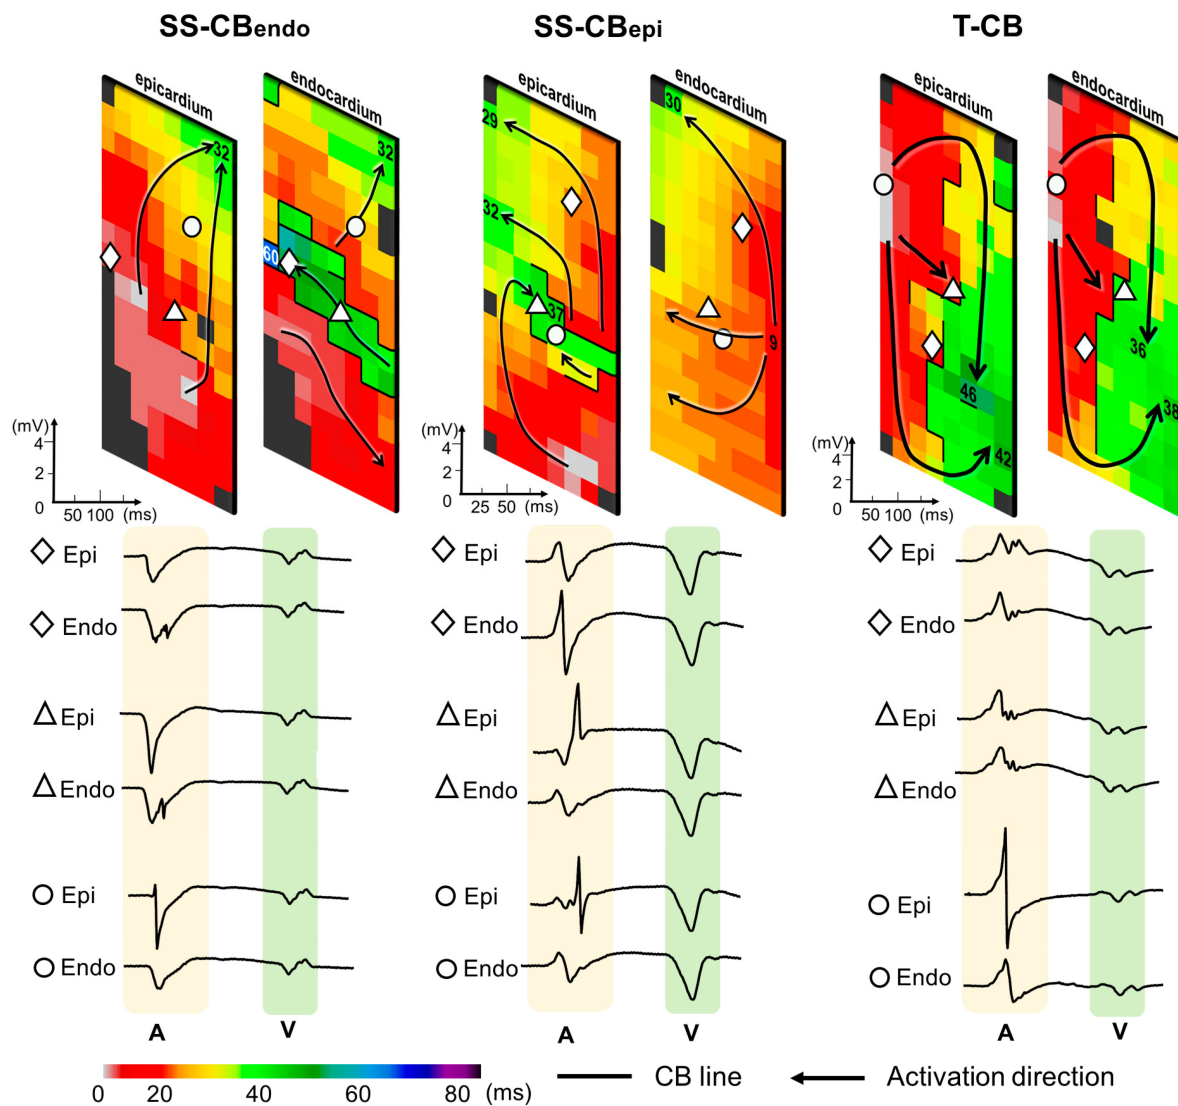 SS-CBendo SS-CBepi T-CB
epicardium endocardium epicardium endocardium epicardium endocardium
32 32 60
29 32 37 30 9
46 42 36 38
(mV) 4 2 0 50 100 (ms)
(mV) 4 2 0 25 50 (ms)
(mV) 4 2 0 50 100 (ms)
Epi Epi Epi
Endo Endo Endo
Epi Epi Epi
Endo Endo Endo
Epi Epi Epi
Endo Endo Endo
A V A V A V
0 20 40 60 80 (ms) CB line Activation direction